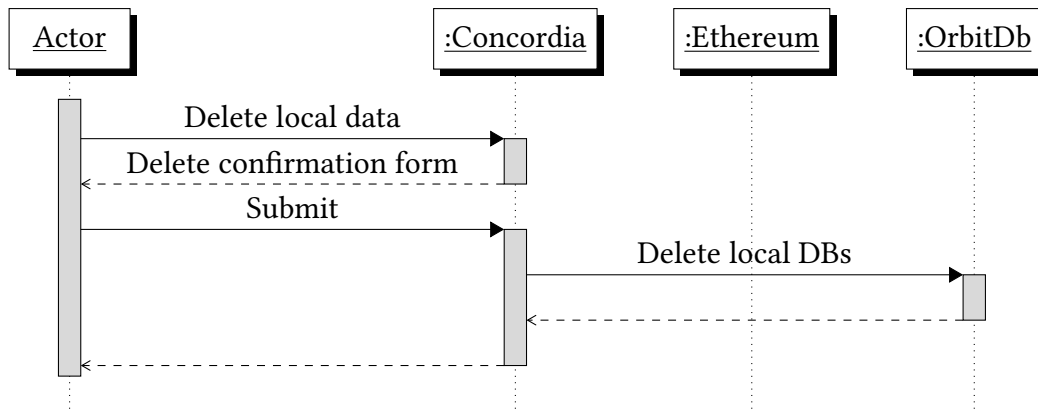 Actor
:Concordia
:Ethereum
:OrbitDb
Delete local data
Delete confirmation form
Submit
Delete local DBs